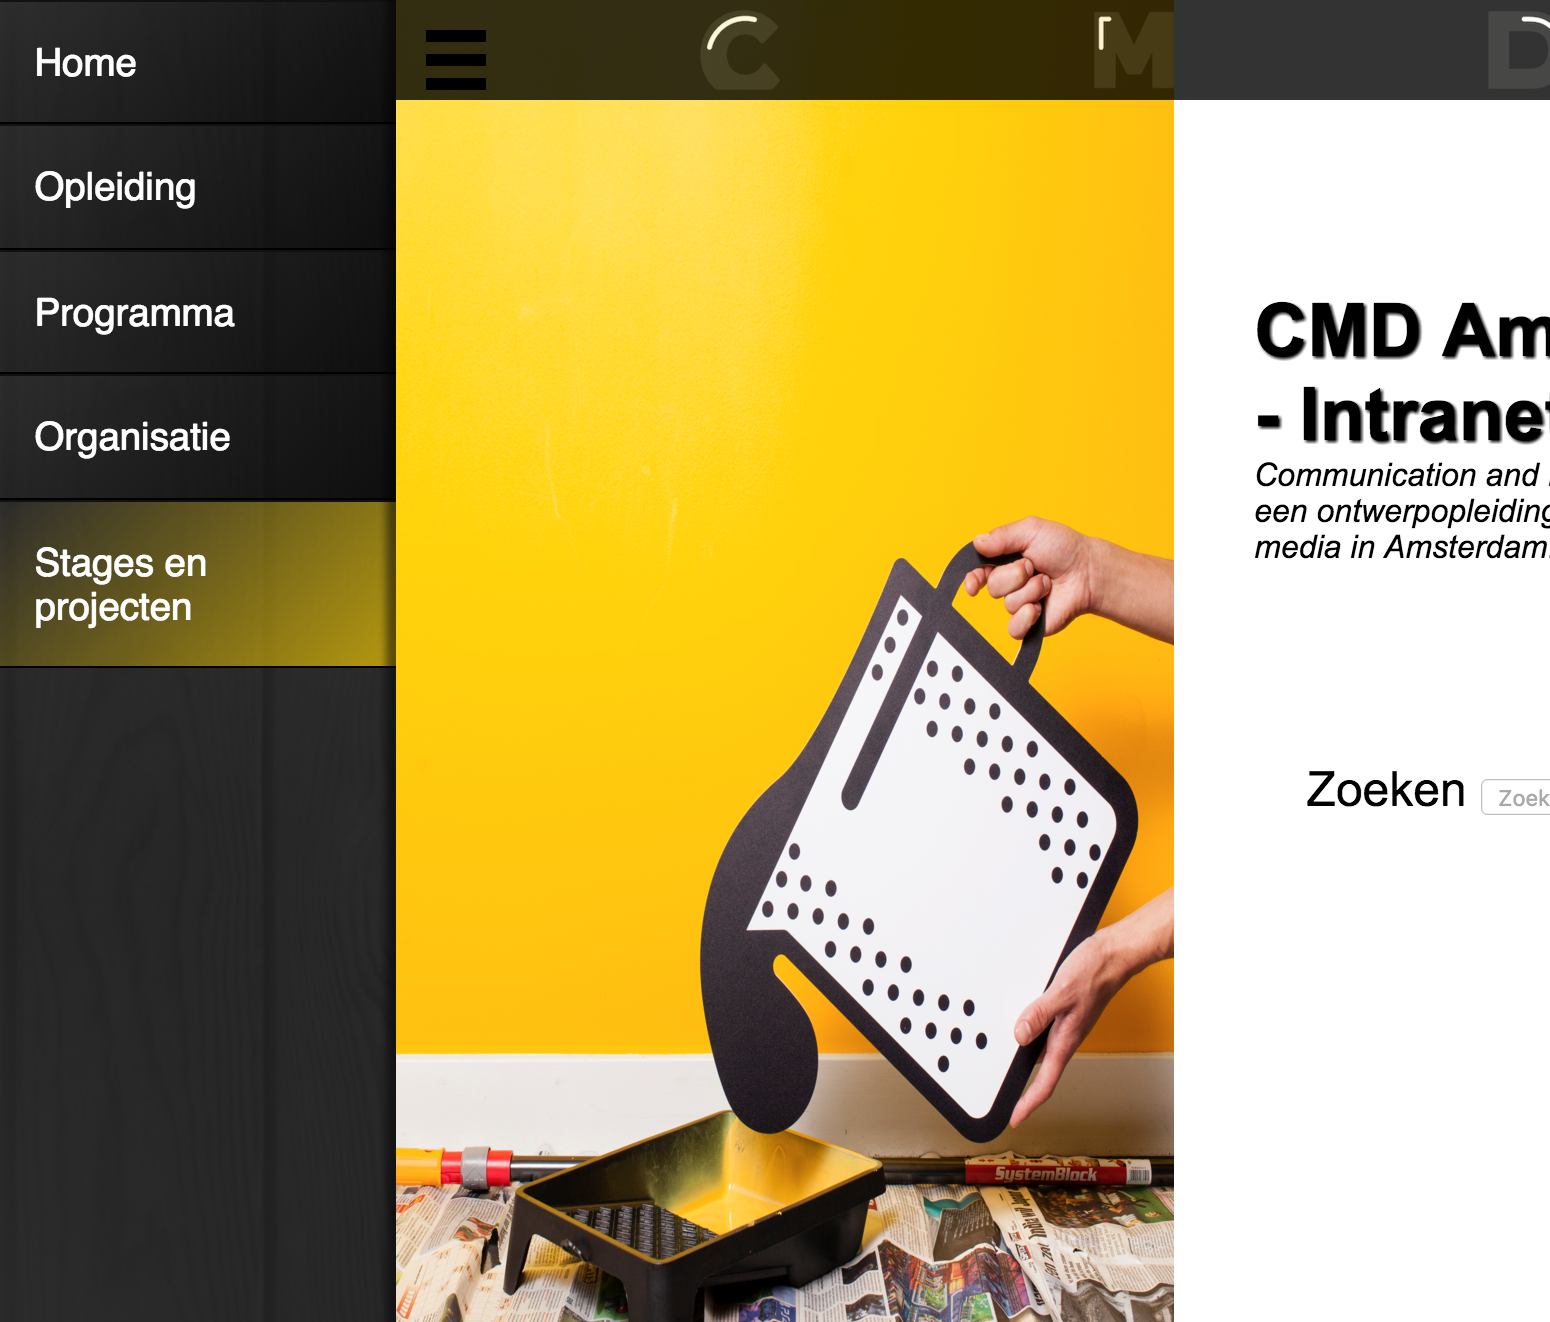 Home
Opleiding
Programma
Organisatie
Stages en
projecten
C M D
CMD Am
- Intranet
Communication and
een ontwerpopleiding
media in Amsterdam.
Zoeken Zoek
SystemBlock